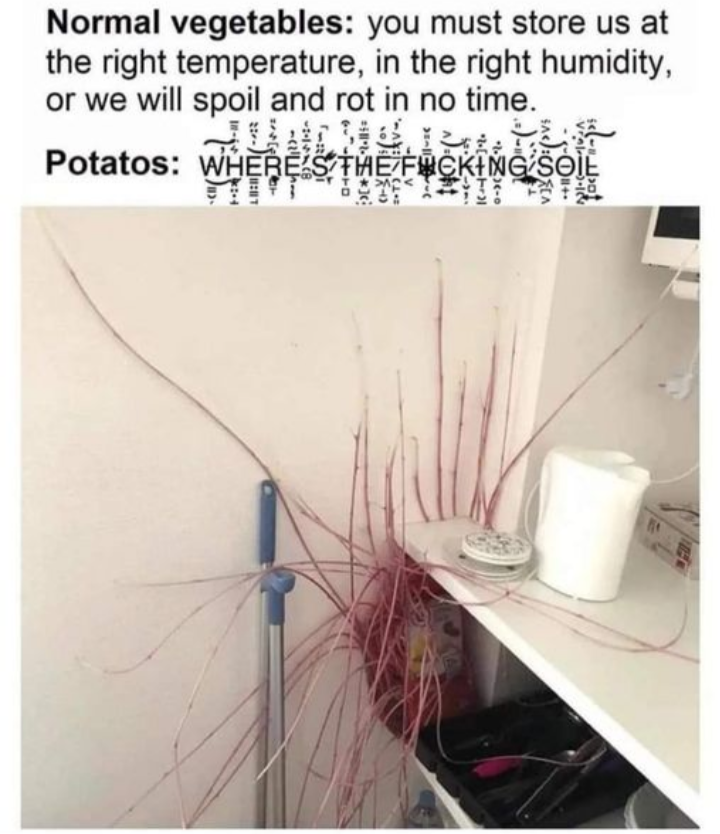 Normal vegetables: you must store us at
the right temperature, in the right humidity,
or we will spoil and rot in no time.
Potatos: WHERE'S THE FUCKING SOIL